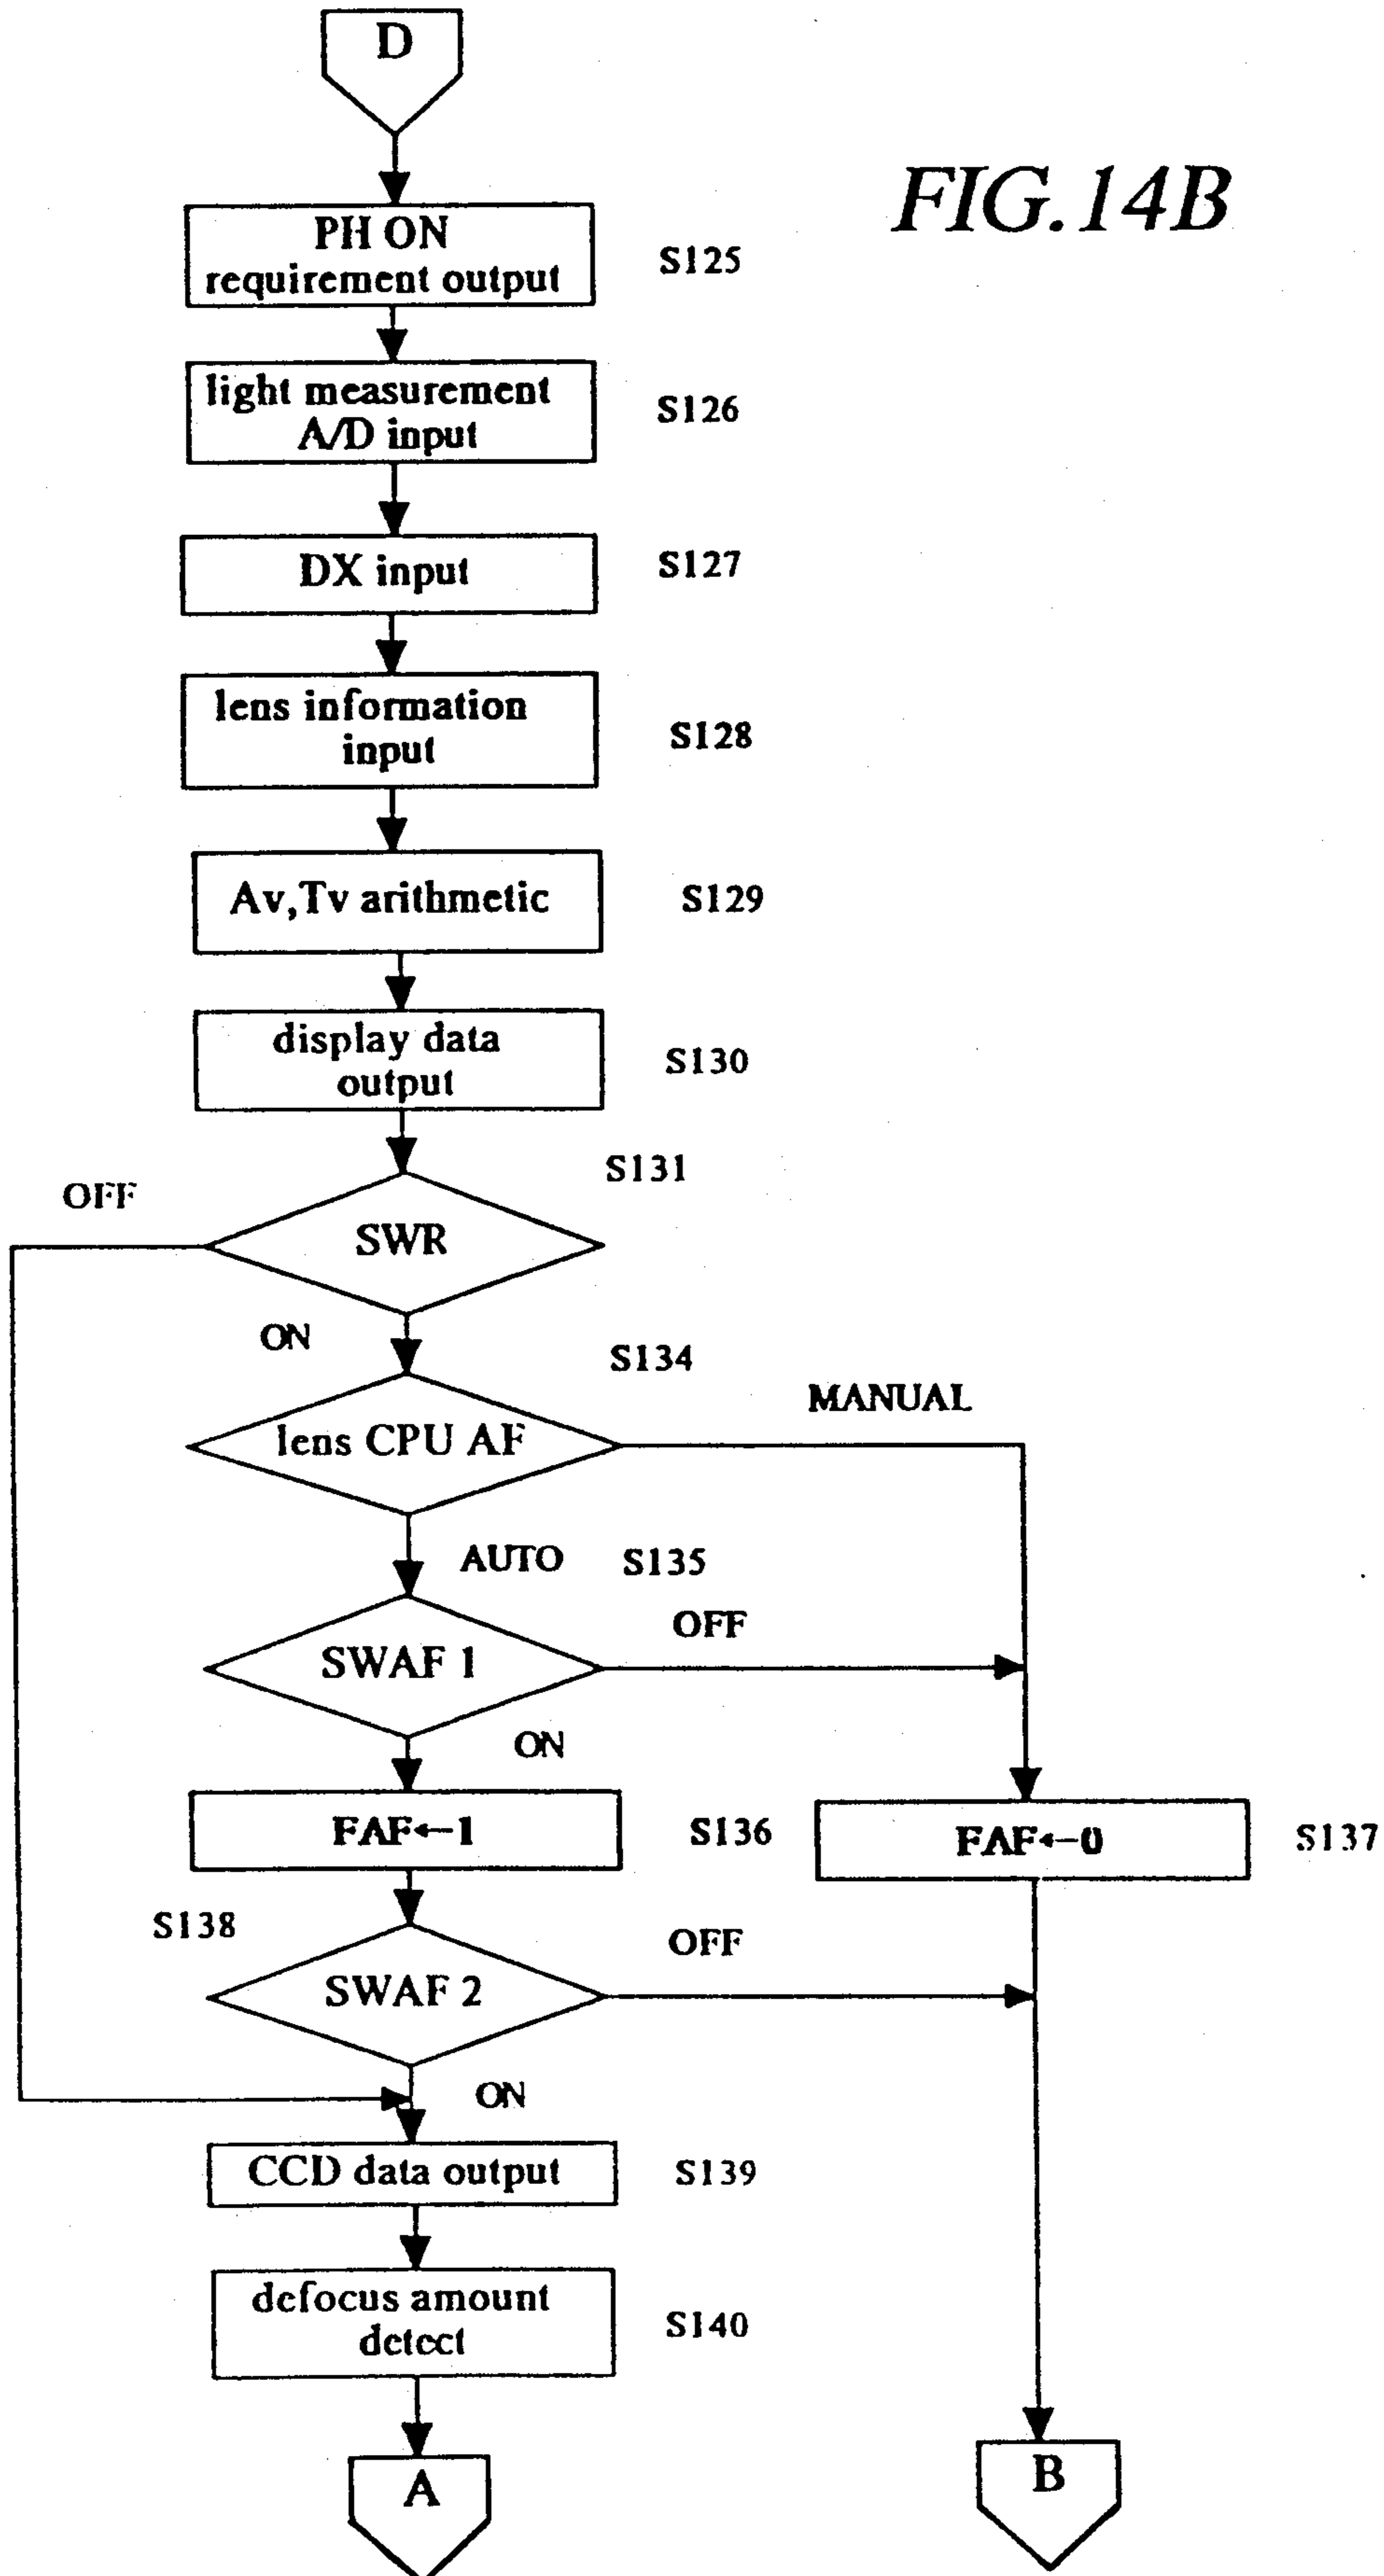 D
FIG.14B
PH ON
requirement output
S125
light measurement
A/D input
S126
DX input
S127
lens information
input
S128
Av,Tv arithmetic
S129
display data
output
S130
S131
OFF
SWR
ON
S134
MANUAL
lens CPU AF
AUTO
S135
OFF
SWAF 1
ON
FAF←1
S136
FAF←0
S137
S138
OFF
SWAF 2
ON
CCD data output
S139
defocus amount
detect
S140
A
B